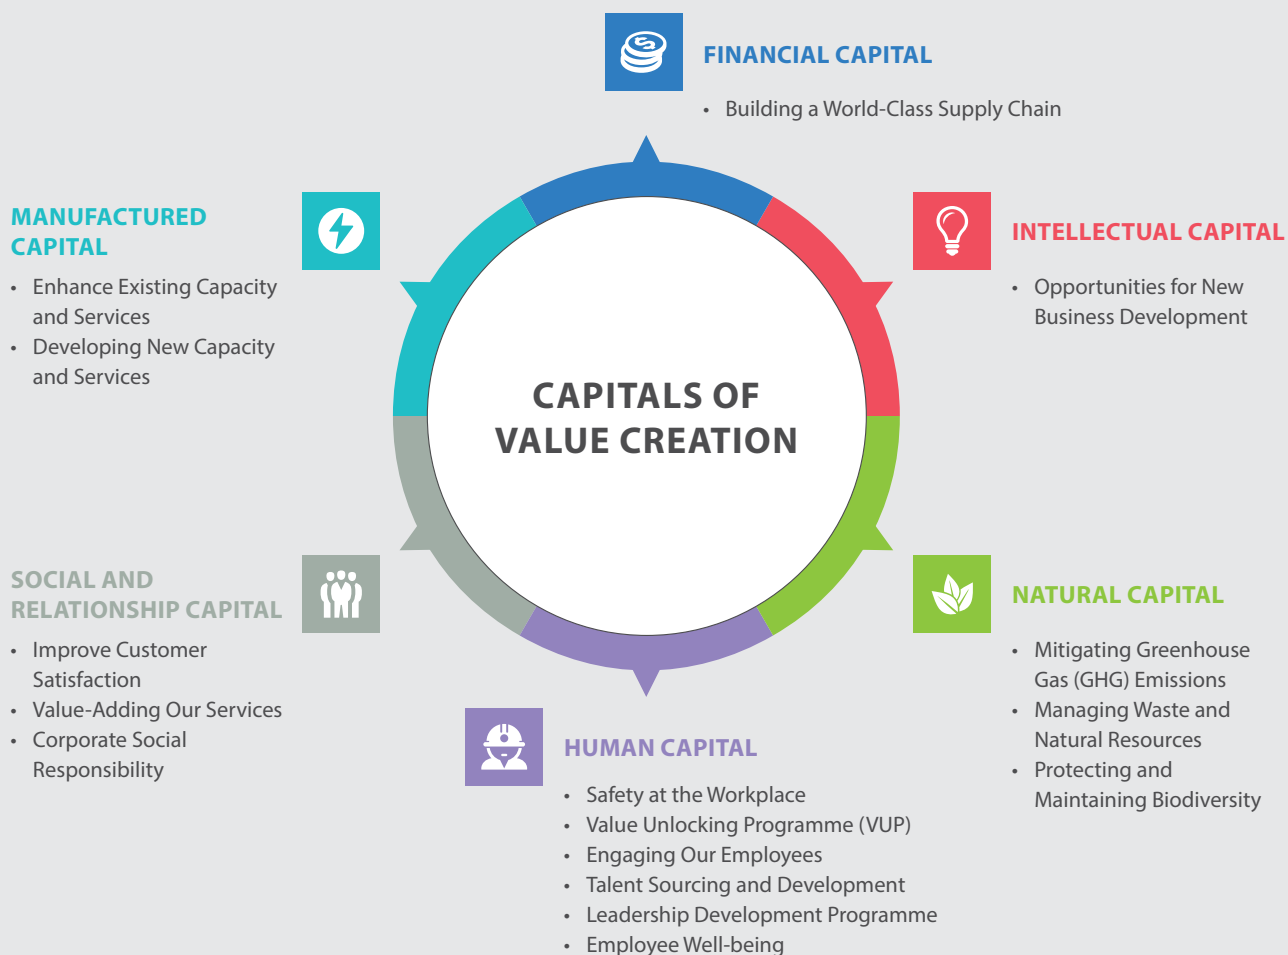 FINANCIAL CAPITAL
• Building a World-Class Supply Chain
MANUFACTURED
CAPITAL
• Enhance Existing Capacity
and Services
• Developing New Capacity
and Services
INTELLECTUAL CAPITAL
• Opportunities for New
Business Development
CAPITALS OF
VALUE CREATION
SOCIAL AND
RELATIONSHIP CAPITAL
• Improve Customer
Satisfaction
• Value-Adding Our Services
• Corporate Social
Responsibility
NATURAL CAPITAL
• Mitigating Greenhouse
Gas (GHG) Emissions
• Managing Waste and
Natural Resources
• Protecting and
Maintaining Biodiversity
HUMAN CAPITAL
• Safety at the Workplace
• Value Unlocking Programme (VUP)
• Engaging Our Employees
• Talent Sourcing and Development
• Leadership Development Programme
• Employee Well-being